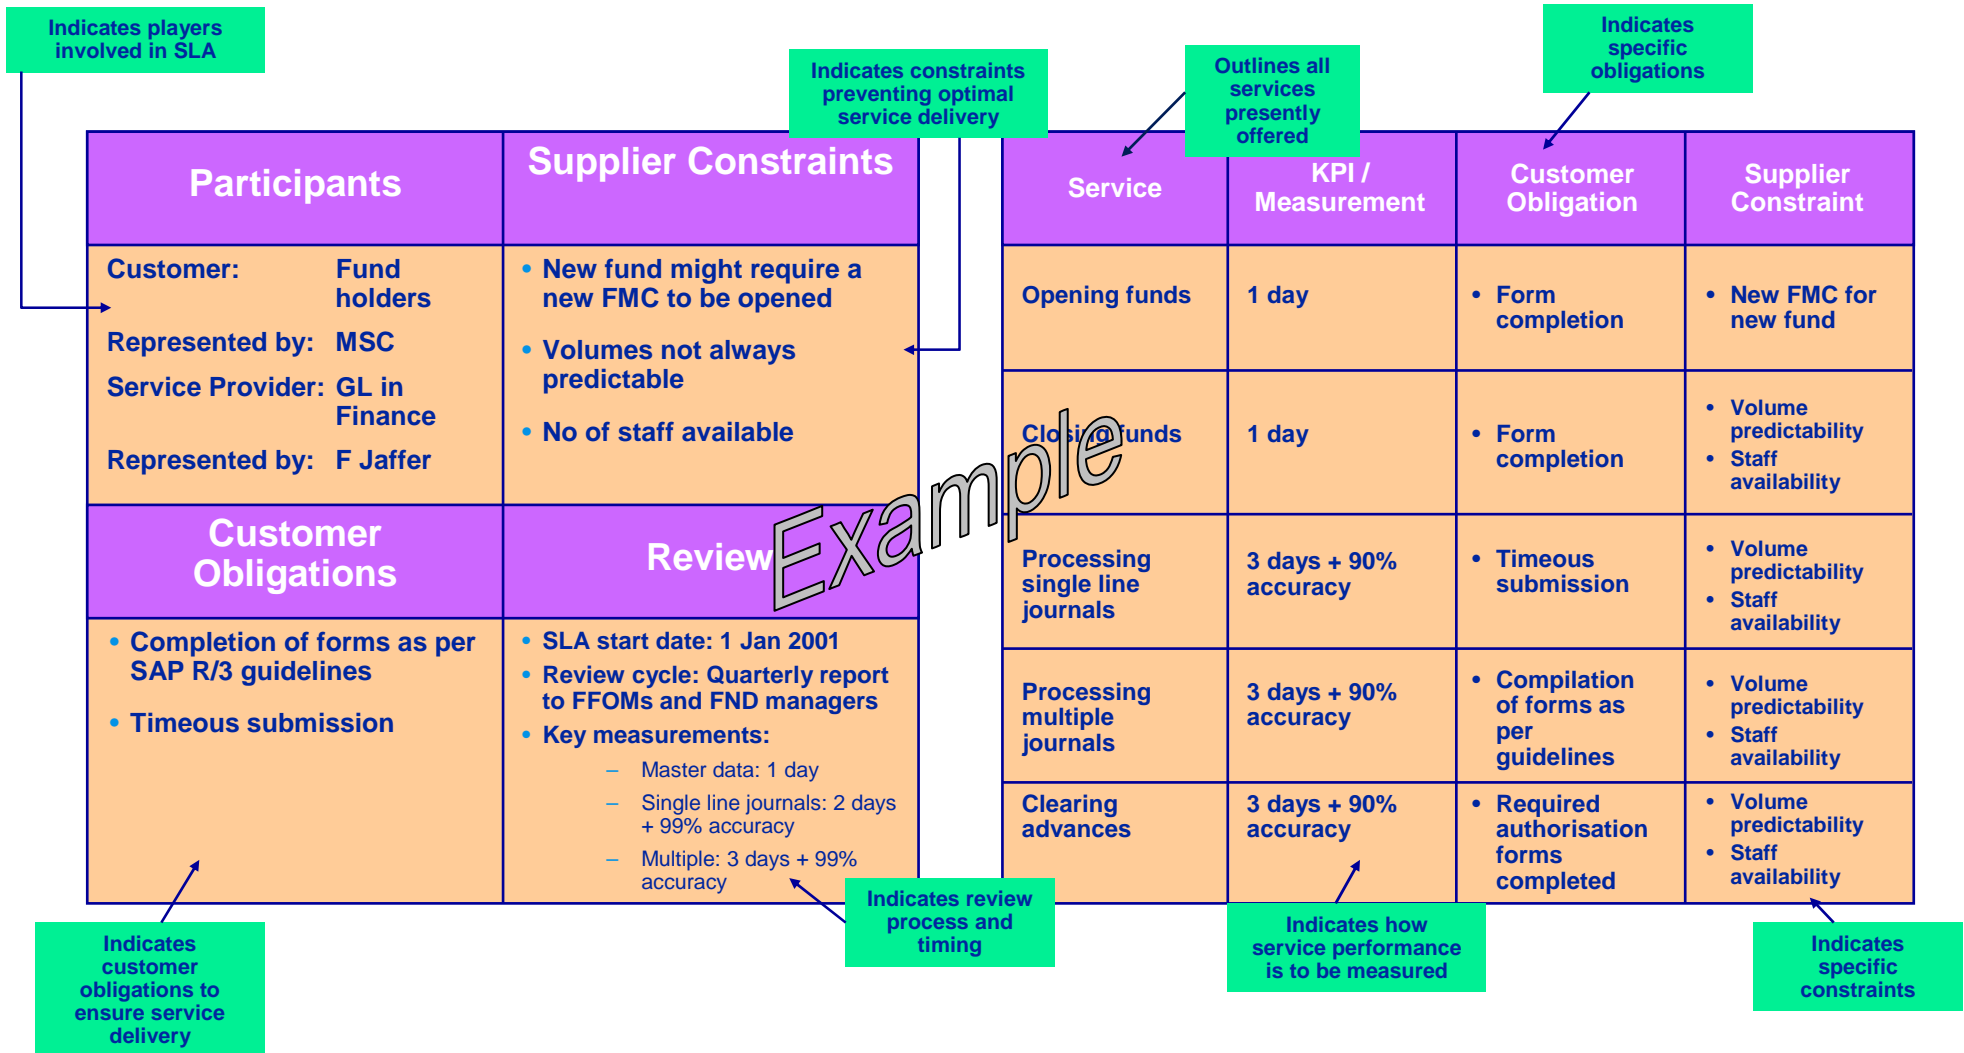 Indicates players
involved in SLA
Indicates constraints
preventing optimal
service delivery
Outlines all
services
presently
offered
Indicates
specific
obligations
Participants
Supplier Constraints
Customer: Fund
holders
Represented by: MSC
Service Provider: GL in
Finance
Represented by: F Jaffer
• New fund might require a
new FMC to be opened
• Volumes not always
predictable
• No of staff available
Customer
Obligations
Review
• Completion of forms as per
SAP R/3 guidelines
• Timeous submission
• SLA start date: 1 Jan 2001
• Review cycle: Quarterly report
to FFOMs and FND managers
• Key measurements:
– Master data: 1 day
– Single line journals: 2 days
+ 99% accuracy
– Multiple: 3 days + 99%
accuracy
Example
Service
KPI /
Measurement
Customer
Obligation
Supplier
Constraint
Opening funds
1 day
• Form
completion
• New FMC for
new fund
Closing funds
1 day
• Form
completion
• Volume
predictability
• Staff
availability
Processing
single line
journals
3 days + 90%
accuracy
• Timeous
submission
• Volume
predictability
• Staff
availability
Processing
multiple
journals
3 days + 90%
accuracy
• Compilation
of forms as
per
guidelines
• Volume
predictability
• Staff
availability
Clearing
advances
3 days + 90%
accuracy
• Required
authorisation
forms
completed
• Volume
predictability
• Staff
availability
Indicates
customer
obligations to
ensure service
delivery
Indicates review
process and
timing
Indicates how
service performance
is to be measured
Indicates
specific
constraints